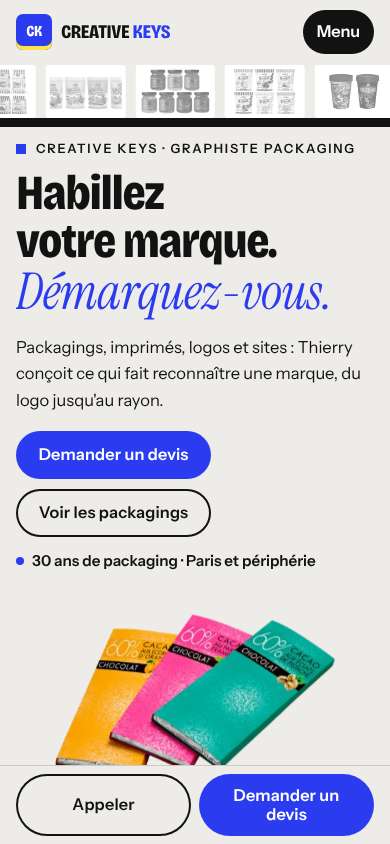 CK CREATIVE KEYS
Menu
CREATIVE KEYS · GRAPHISTE PACKAGING
Habillez
votre marque.
Démarquez-vous.
Packagings, imprimés, logos et sites : Thierry
conçoit ce qui fait reconnaître une marque, du
logo jusqu'au rayon.
Demander un devis
Voir les packagings
30 ans de packaging · Paris et périphérie
60% CACAO
CHOCOLAT
60% CACAO
CHOCOLAT
60% CACAO
CHOCOLAT
Appeler
Demander un
devis